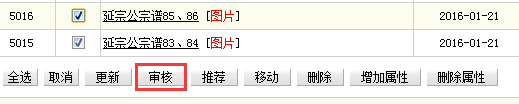 5016 延宗公宗谱85、86 [图片] 2016-01-21
5015 延宗公宗谱83、84 [图片] 2016-01-21
全选 取消 更新 审核 推荐 移动 删除 增加属性 删除属性